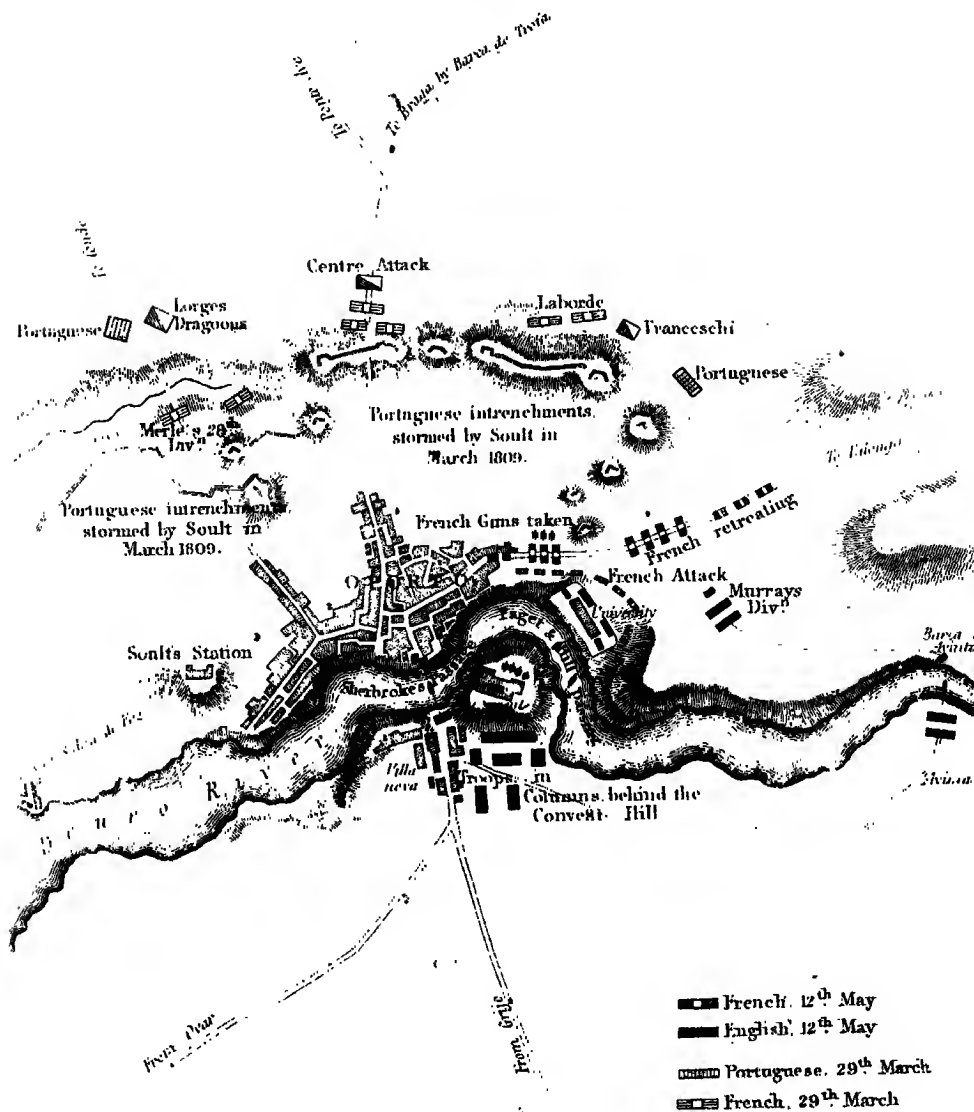 To Braga by Barca de Trofa
Centre Attack
Lorges
Dragoons
Portuguese
Laborde
Franceschi
Portuguese
Merle's
Portuguese intrenchments
stormed by Soult in
March 1809.
Portuguese intrenchments
stormed by Soult in
March 1809.
French Guns taken
French retreating
French Attack
Murrays
Div.n
OPORTO
University
Paget & Hill
Soult's Station
Sherbrokes Passage
Douro River
Villa
nova
Troops in
Columns behind the
Convent Hill
From Ovar
From Grijo
French. 12th May
English. 12th May
Portuguese. 29th March
French, 29th March